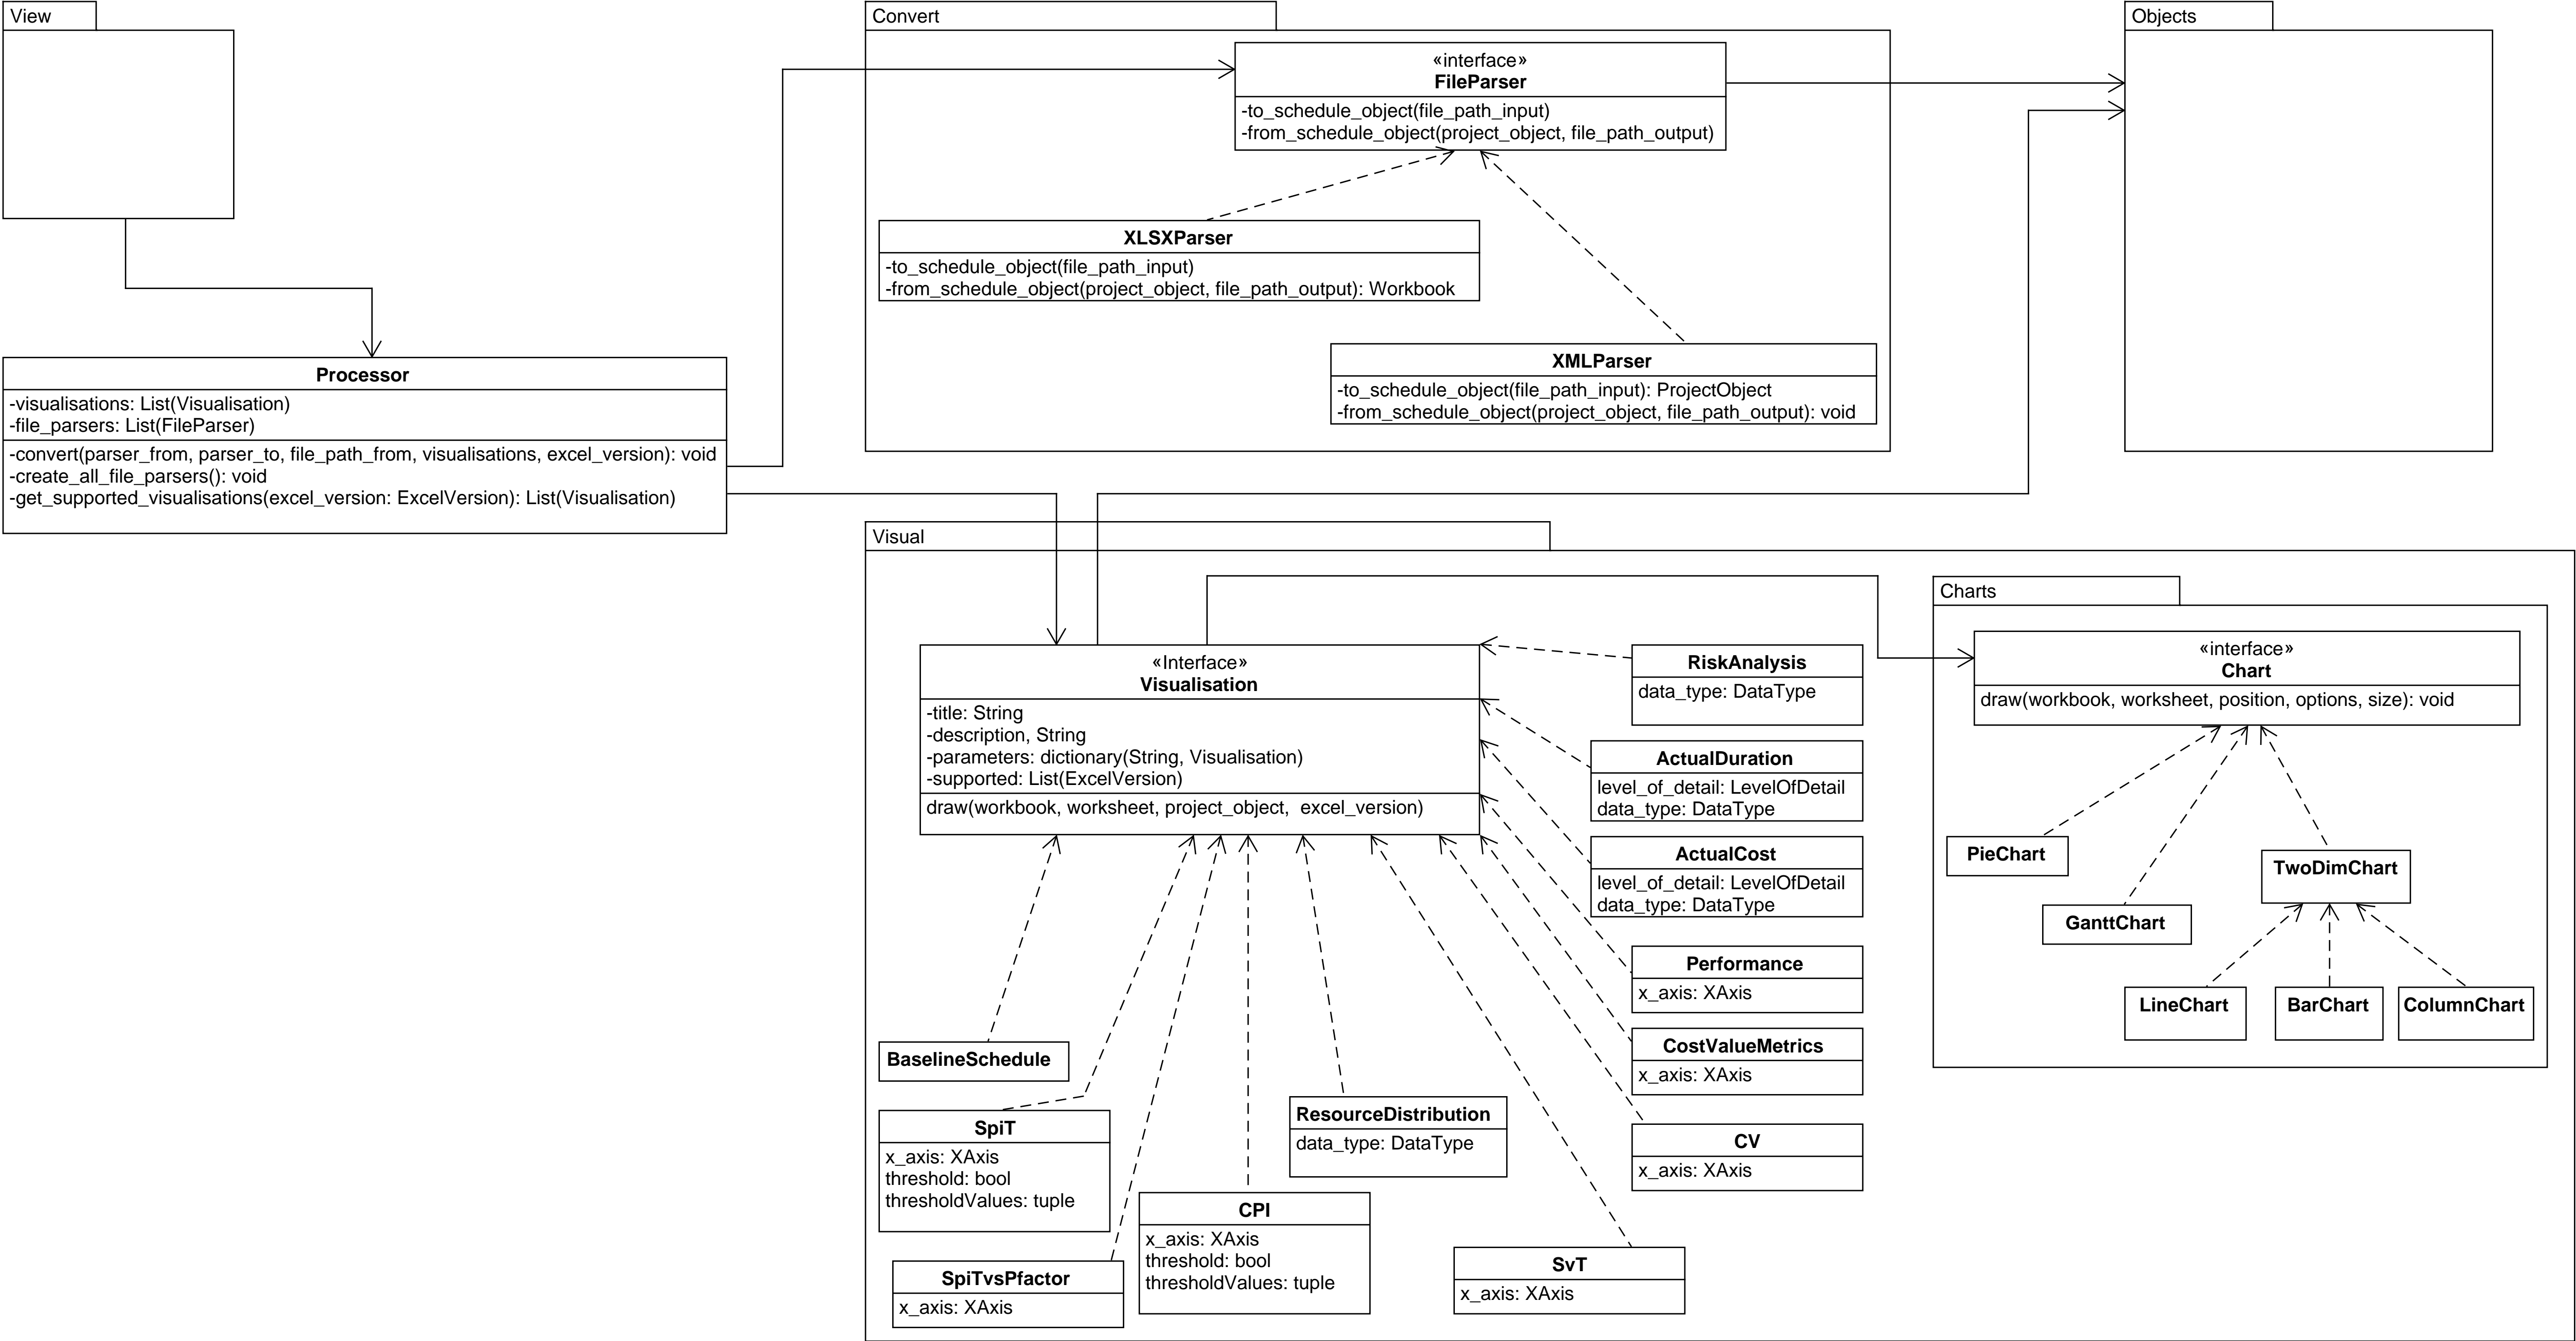 View
Convert
Objects
«interface»
FileParser
-to_schedule_object(file_path_input)
-from_schedule_object(project_object, file_path_output)
XLSXParser
-to_schedule_object(file_path_input)
-from_schedule_object(project_object, file_path_output): Workbook
XMLParser
-to_schedule_object(file_path_input): ProjectObject
-from_schedule_object(project_object, file_path_output): void
Processor
-visualisations: List(Visualisation)
-file_parsers: List(FileParser)
-convert(parser_from, parser_to, file_path_from, visualisations, excel_version): void
-create_all_file_parsers(): void
-get_supported_visualisations(excel_version: ExcelVersion): List(Visualisation)
Visual
«Interface»
Visualisation
-title: String
-description, String
-parameters: dictionary(String, Visualisation)
-supported: List(ExcelVersion)
draw(workbook, worksheet, project_object,  excel_version)
RiskAnalysis
data_type: DataType
ActualDuration
level_of_detail: LevelOfDetail
data_type: DataType
ActualCost
level_of_detail: LevelOfDetail
data_type: DataType
Performance
x_axis: XAxis
CostValueMetrics
x_axis: XAxis
CV
x_axis: XAxis
BaselineSchedule
SpiT
x_axis: XAxis
threshold: bool
thresholdValues: tuple
ResourceDistribution
data_type: DataType
CPI
x_axis: XAxis
threshold: bool
thresholdValues: tuple
SpiTvsPfactor
x_axis: XAxis
SvT
x_axis: XAxis
Charts
«interface»
Chart
draw(workbook, worksheet, position, options, size): void
PieChart
TwoDimChart
GanttChart
LineChart
BarChart
ColumnChart